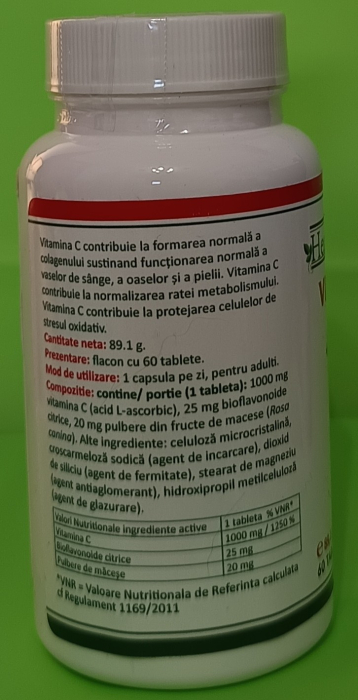 Vitamina C contribuie la formarea normală a
colagenului sustinand funcționarea normală a
vaselor de sânge, a oaselor și a pielii. Vitamina C
contribuie la normalizarea ratei metabolismului.
Vitamina C contribuie la protejarea celulelor de
stresul oxidativ.
Cantitate neta: 89.1 g.
Prezentare: flacon cu 60 tablete.
Mod de utilizare: 1 capsula pe zi, pentru adulti.
Compozitie: contine/ portie (1 tableta): 1000 mg
vitamina C (acid L-ascorbic), 25 mg bioflavonoide
citrice, 20 mg pulbere din fructe de macese (Rosa
canina). Alte ingrediente: celuloză microcristalină,
croscarmeloză sodică (agent de incarcare), dioxid
de siliciu (agent de fermitate), stearat de magneziu
(agent antiaglomerant), hidroxipropil metilceluloză
(agent de glazurare).
Valori Nutritionale ingrediente active 1 tableta % VNR*
Vitamina C 1000 mg / 1250 %
Bioflavonoide citrice 25 mg
Pulbere de măceșe 20 mg
*VNR = Valoare Nutritionala de Referinta calculata
cf Regulament 1169/2011
He
V
60